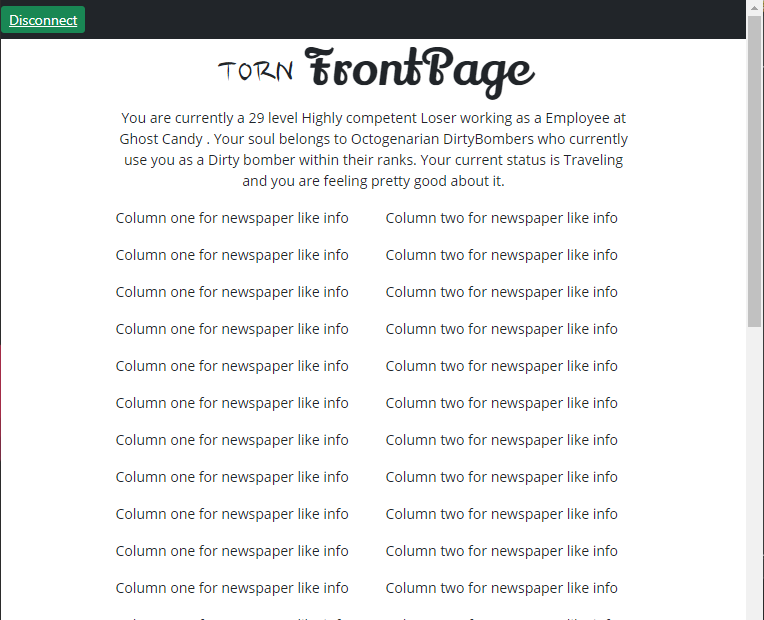 Disconnect
TORN FrontPage
You are currently a 29 level Highly competent Loser working as a Employee at
Ghost Candy . Your soul belongs to Octogenarian DirtyBombers who currently
use you as a Dirty bomber within their ranks. Your current status is Traveling
and you are feeling pretty good about it.
Column one for newspaper like info
Column one for newspaper like info
Column one for newspaper like info
Column one for newspaper like info
Column one for newspaper like info
Column one for newspaper like info
Column one for newspaper like info
Column one for newspaper like info
Column one for newspaper like info
Column one for newspaper like info
Column one for newspaper like info
Column two for newspaper like info
Column two for newspaper like info
Column two for newspaper like info
Column two for newspaper like info
Column two for newspaper like info
Column two for newspaper like info
Column two for newspaper like info
Column two for newspaper like info
Column two for newspaper like info
Column two for newspaper like info
Column two for newspaper like info